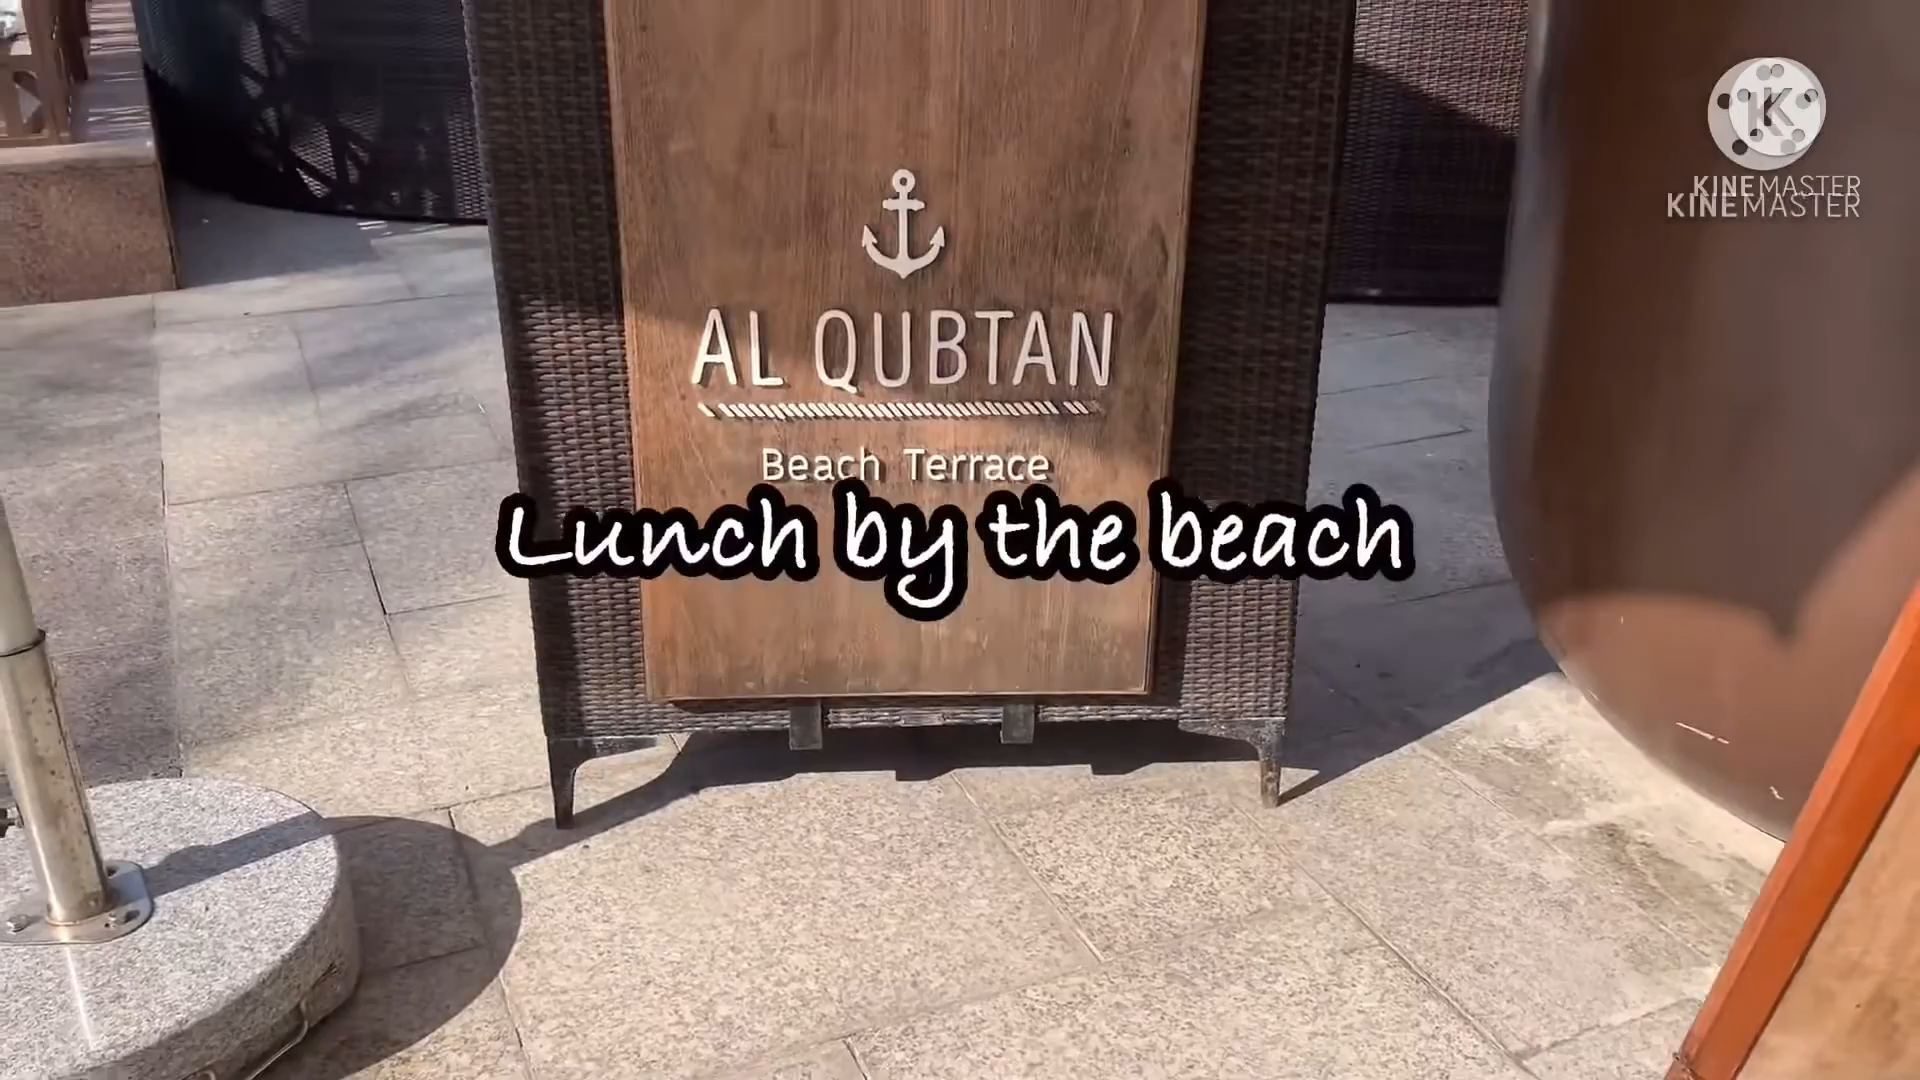 K
KINEMASTER
KINEMASTER
AL QUBTAN
Beach Terrace
Lunch by the beach